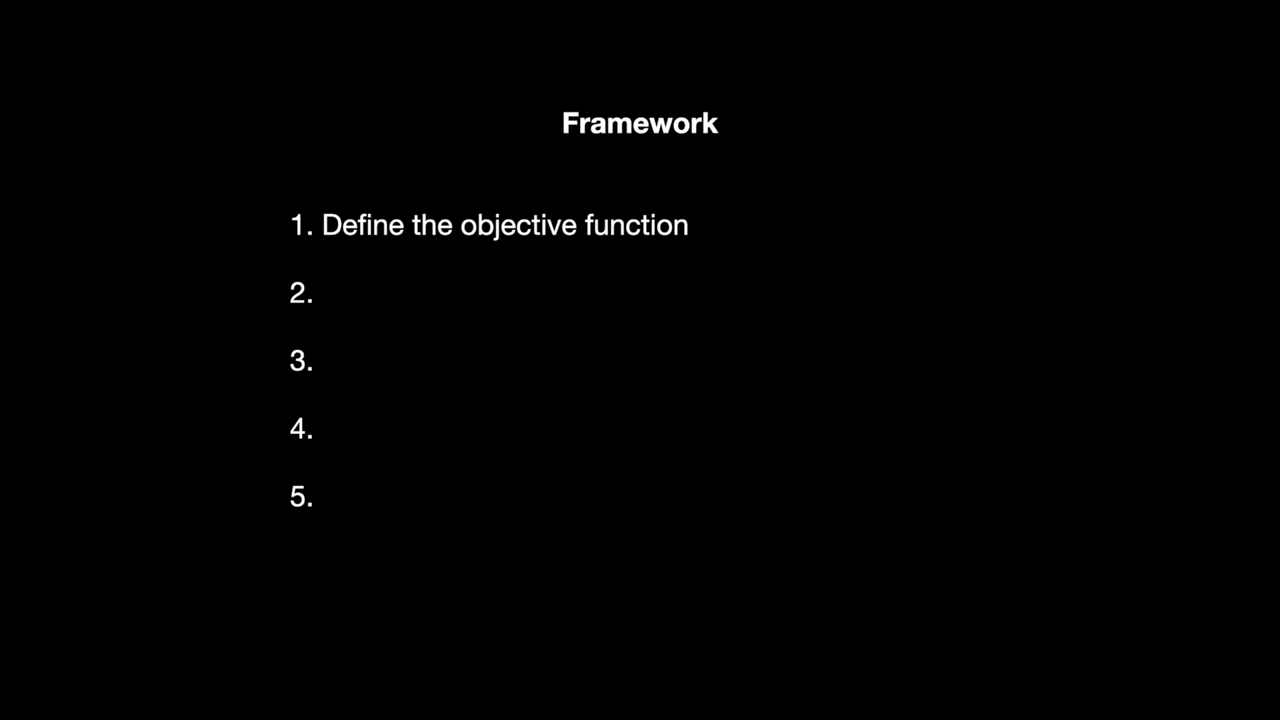 Framework
1. Define the objective function
2.
3.
4.
5.